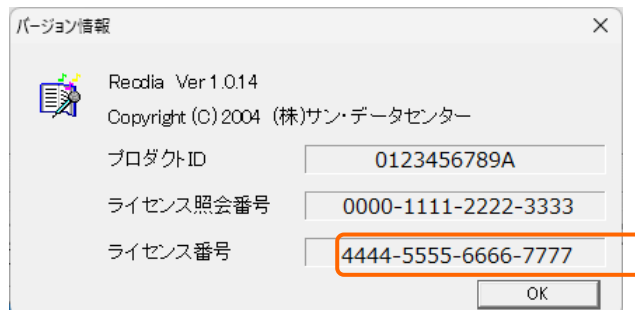 バージョン情報
Recdia Ver 1.0.14
Copyright (C) 2004 (株)サン・データセンター
プロダクトID 0123456789A
ライセンス照会番号 0000-1111-2222-3333
ライセンス番号 4444-5555-6666-7777
OK